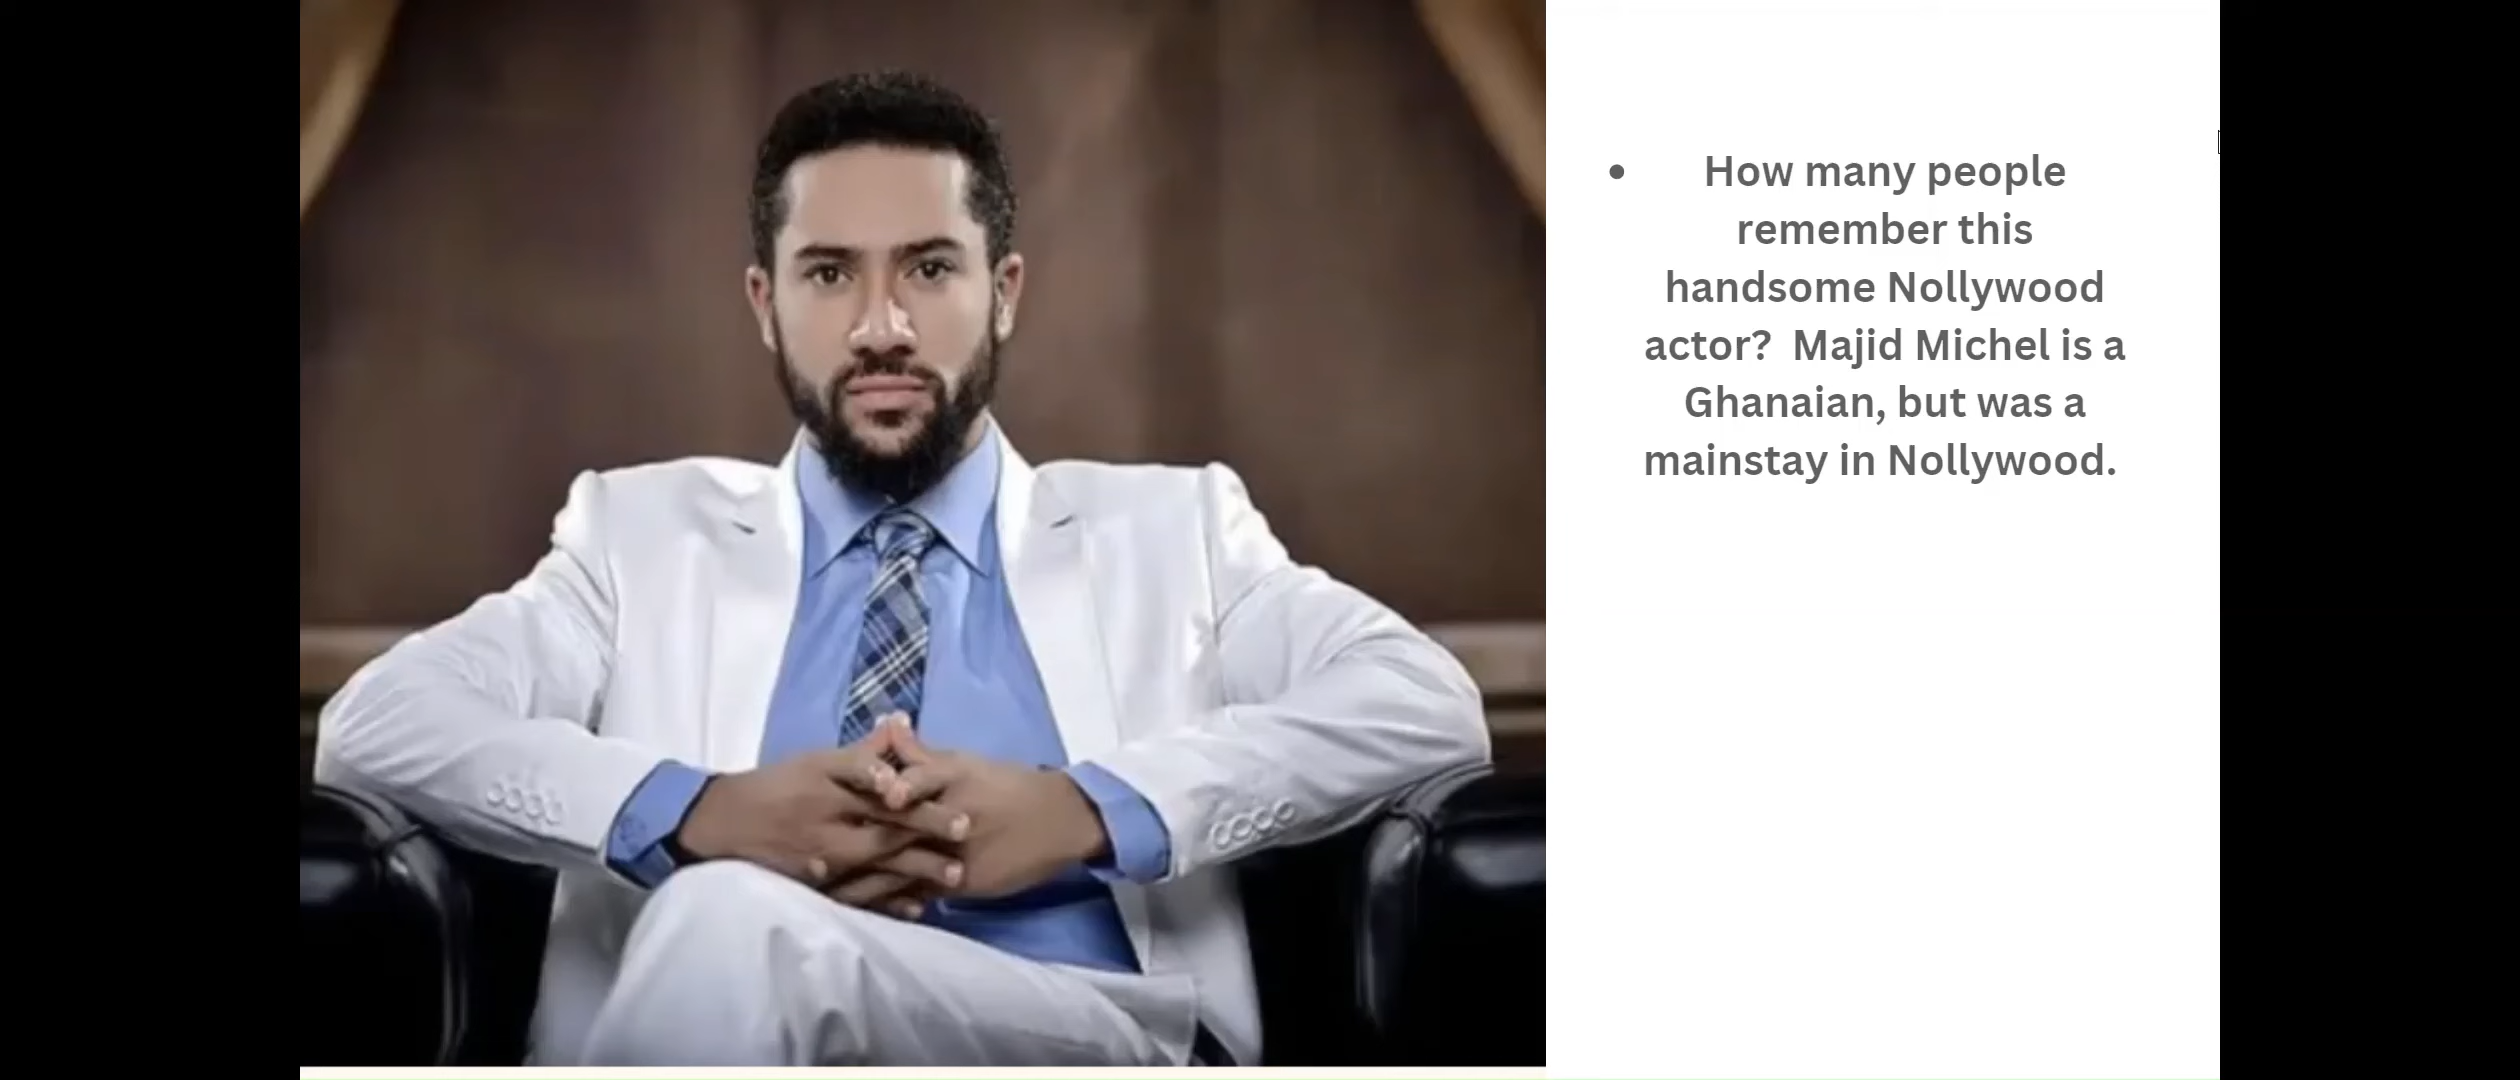 • How many people
remember this
handsome Nollywood
actor?  Majid Michel is a
Ghanaian, but was a
mainstay in Nollywood.